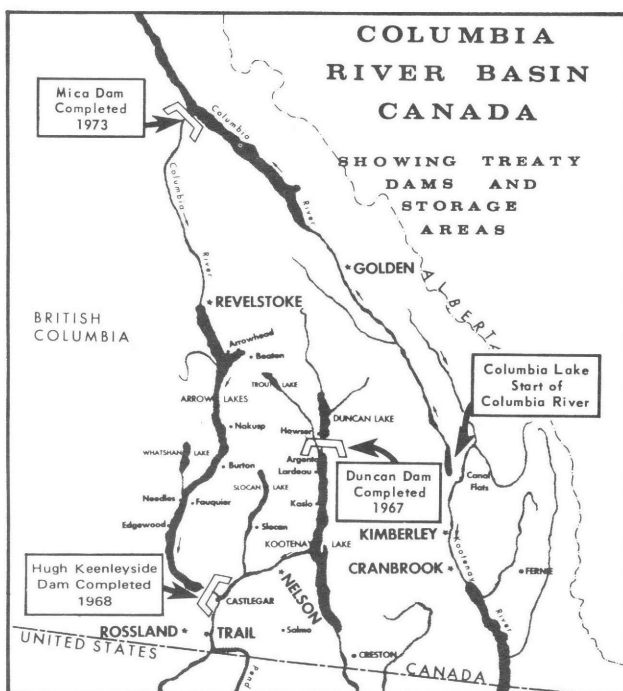 COLUMBIA
RIVER BASIN
CANADA
SHOWING TREATY
DAMS AND
STORAGE
AREAS
Mica Dam
Completed
1973
Columbia
River
Columbia
River
GOLDEN
ALBERTA
REVELSTOKE
BRITISH
COLUMBIA
Arrowhead
Beaton
TROUT LAKE
ARROW LAKES
DUNCAN LAKE
Columbia Lake
Start of
Columbia River
Nakusp
Howser
WHATSHAN LAKE
Burton
SLOCAN
LAKE
Argenta
Lardeau
Duncan Dam
Completed
1967
Canal
Flats
Needles
Fauquier
Kaslo
Edgewood
Slocan
KOOTENAY LAKE
KIMBERLEY
Kootenay
River
CRANBROOK
FERNIE
Hugh Keenleyside
Dam Completed
1968
CASTLEGAR
NELSON
ROSSLAND
TRAIL
Salmo
CRESTON
UNITED STATES
CANADA
Pend